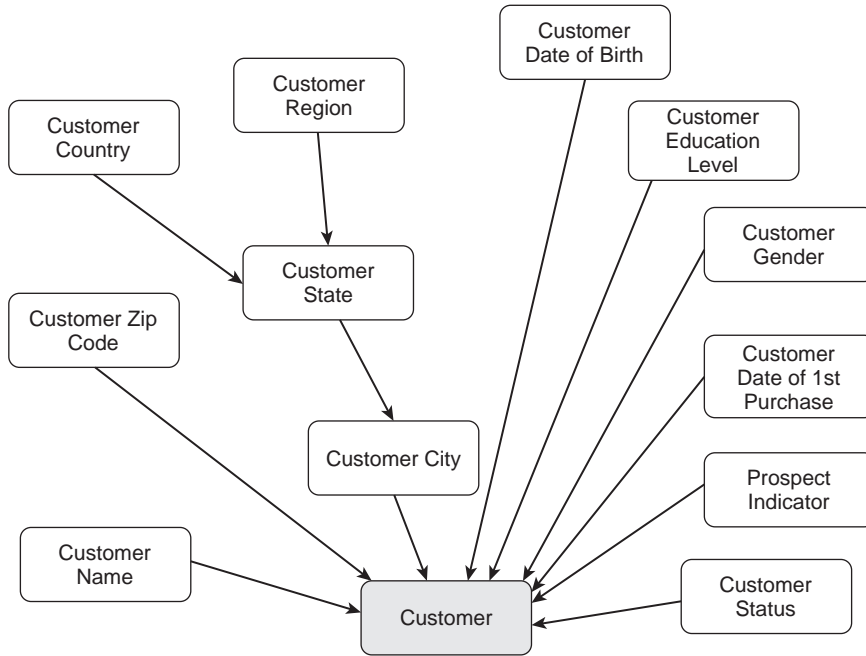 Customer
Date of Birth
Customer
Region
Customer
Country
Customer
Education
Level
Customer
Gender
Customer
State
Customer Zip
Code
Customer
Date of 1st
Purchase
Customer City
Prospect
Indicator
Customer
Name
Customer
Status
Customer